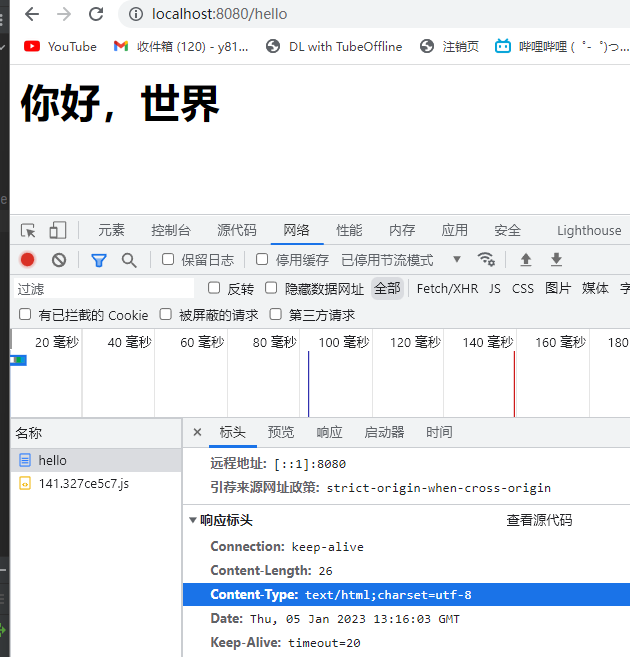 localhost:8080/hello
YouTube 收件箱 (120) - y81... DL with TubeOffline 注销页 哔哩哔哩 ( ゜- ゜)つ...
你好，世界
元素 控制台 源代码 网络 性能 内存 应用 安全 Lighthouse
保留日志 停用缓存 已停用节流模式
过滤 反转 隐藏数据网址 全部 Fetch/XHR JS CSS 图片 媒体
有已拦截的 Cookie 被屏蔽的请求 第三方请求
20 毫秒 40 毫秒 60 毫秒 80 毫秒 100 毫秒 120 毫秒 140 毫秒 160 毫秒 180
名称 × 标头 预览 响应 启动器 时间
hello
141.327ce5c7.js
远程地址: [::1]:8080
引荐来源网址政策: strict-origin-when-cross-origin
响应标头 查看源代码
Connection: keep-alive
Content-Length: 26
Content-Type: text/html;charset=utf-8
Date: Thu, 05 Jan 2023 13:16:03 GMT
Keep-Alive: timeout=20